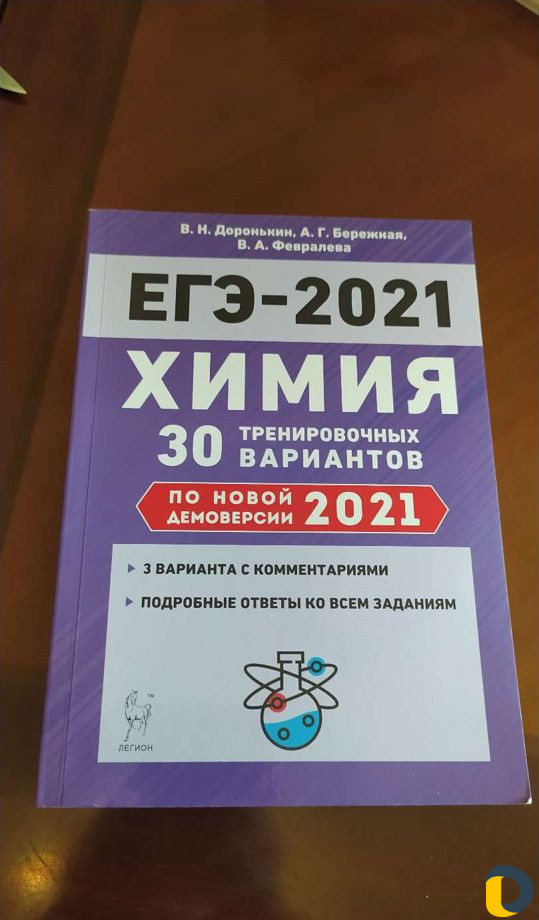 В. Н. Доронькин, А. Г. Бережная,
В. А. Февралева
ЕГЭ-2021
ХИМИЯ
30 ТРЕНИРОВОЧНЫХ
ВАРИАНТОВ
ПО НОВОЙ
ДЕМОВЕРСИИ 2021
3 ВАРИАНТА С КОММЕНТАРИЯМИ
ПОДРОБНЫЕ ОТВЕТЫ КО ВСЕМ ЗАДАНИЯМ
TM
ЛЕГИОН